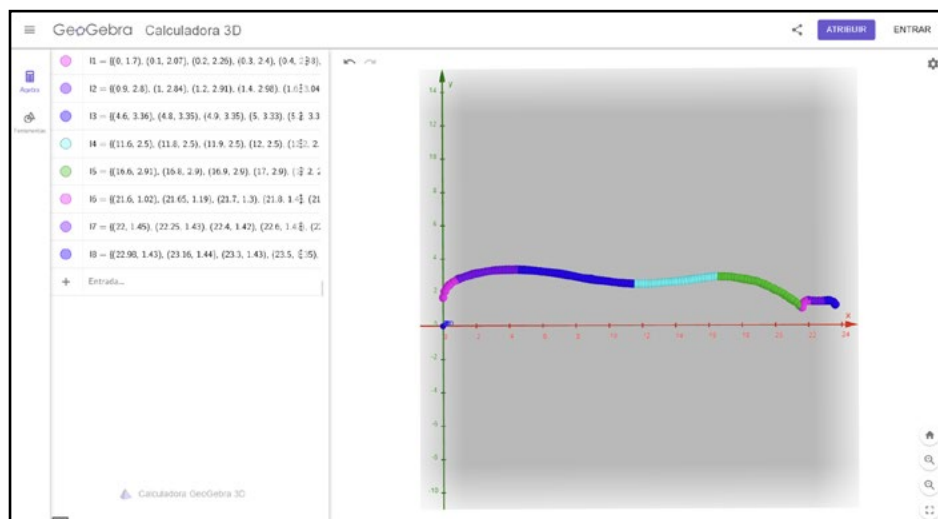 GeoGebra Calculadora 3D
ATRIBUIR
ENTRAR
Álgebra
Ferramentas
l1 = {(0, 1.7), (0.1, 2.07), (0.2, 2.26), (0.3, 2.4), (0.4,
l2 = {(0.9, 2.8), (1, 2.84), (1.2, 2.91), (1.4, 2.98),
l3 = {(4.6, 3.36), (4.8, 3.35), (4.9, 3.35), (5, 3.33),
l4 = {(11.6, 2.5), (11.8, 2.5), (11.9, 2.5), (12, 2.5),
l5 = {(16.6, 2.91), (16.8, 2.9), (16.9, 2.9), (17, 2.9),
l6 = {(21.6, 1.02), (21.65, 1.19), (21.7, 1.3),
l7 = {(22, 1.45), (22.25, 1.43), (22.4, 1.42),
l8 = {(22.98, 1.43), (23.16, 1.44), (23.3, 1.43),
+ Entrada...
Calculadora GeoGebra 3D
y
14
12
10
8
6
4
2
0
-2
-4
-6
-8
-10
x
0 2 4 6 8 10 12 14 16 18 20 22 24